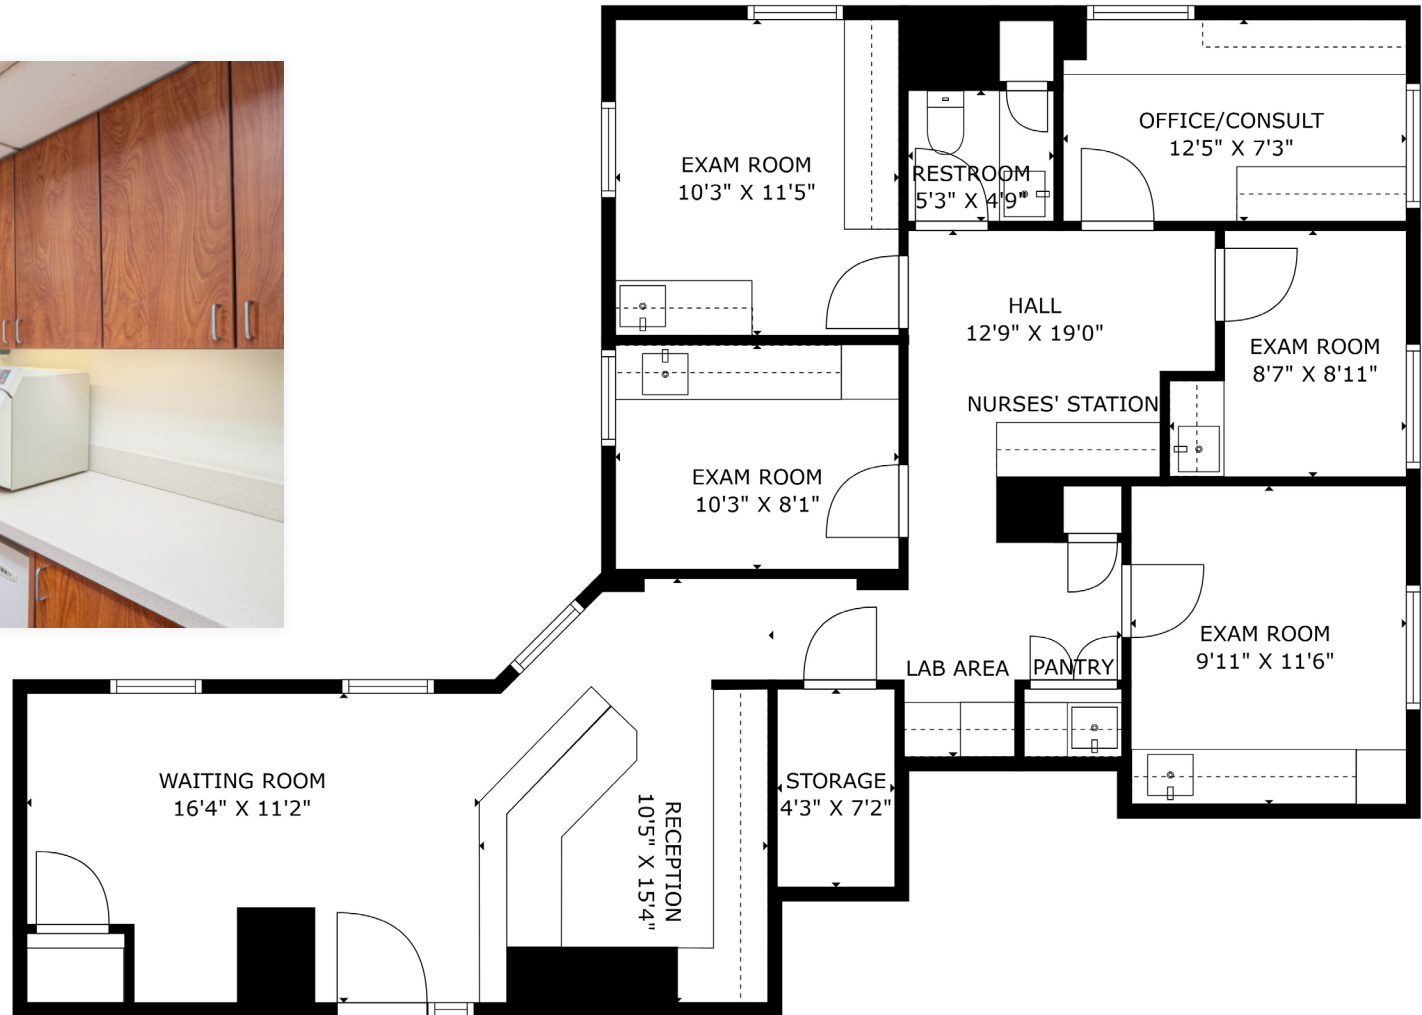 EXAM ROOM
10'3" X 11'5"
RESTROOM
5'3" X 4'9"
OFFICE/CONSULT
12'5" X 7'3"
HALL
12'9" X 19'0"
EXAM ROOM
8'7" X 8'11"
NURSES' STATION
EXAM ROOM
10'3" X 8'1"
EXAM ROOM
9'11" X 11'6"
LAB AREA
PANTRY
WAITING ROOM
16'4" X 11'2"
RECEPTION
10'5" X 15'4"
STORAGE
4'3" X 7'2"